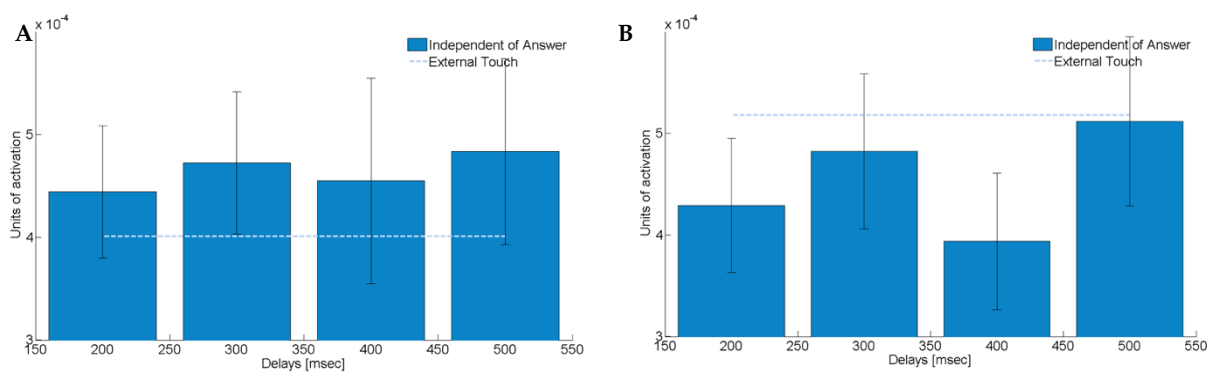 A
x 10⁻⁴
Independent of Answer
External Touch
Units of activation
5
4
3
150 200 250 300 350 400 450 500 550
Delays [msec]
B
x 10⁻⁴
Independent of Answer
External Touch
Units of activation
5
4
3
150 200 250 300 350 400 450 500 550
Delays [msec]